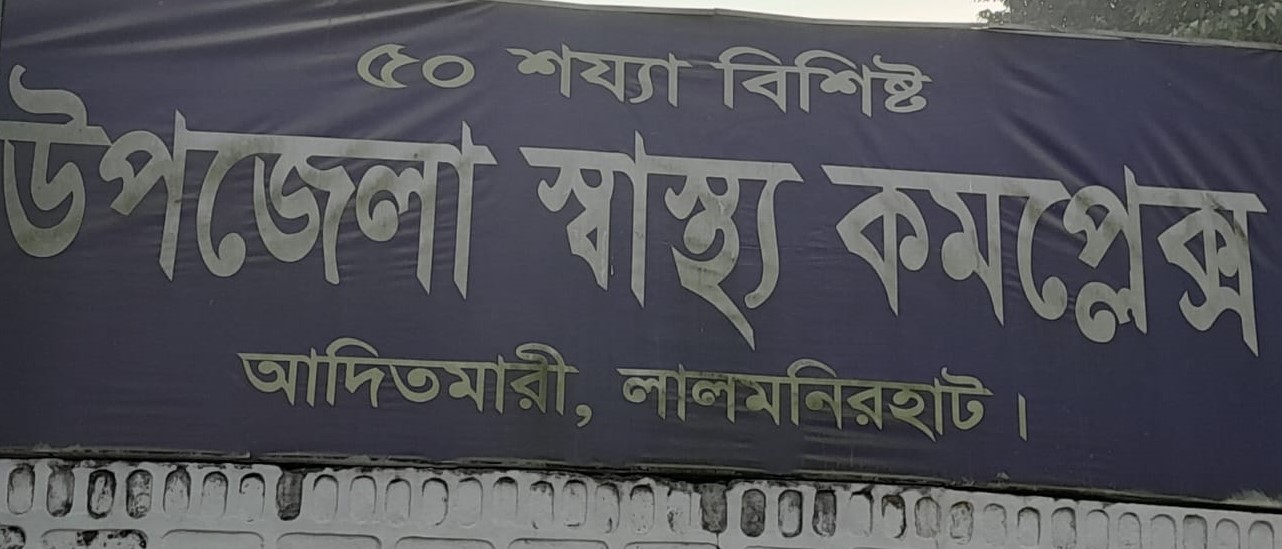 ৫০ শয্যা বিশিষ্ট
উপজেলা স্বাস্থ্য কমপ্লেক্স
আদিতমারী, লালমনিরহাট।